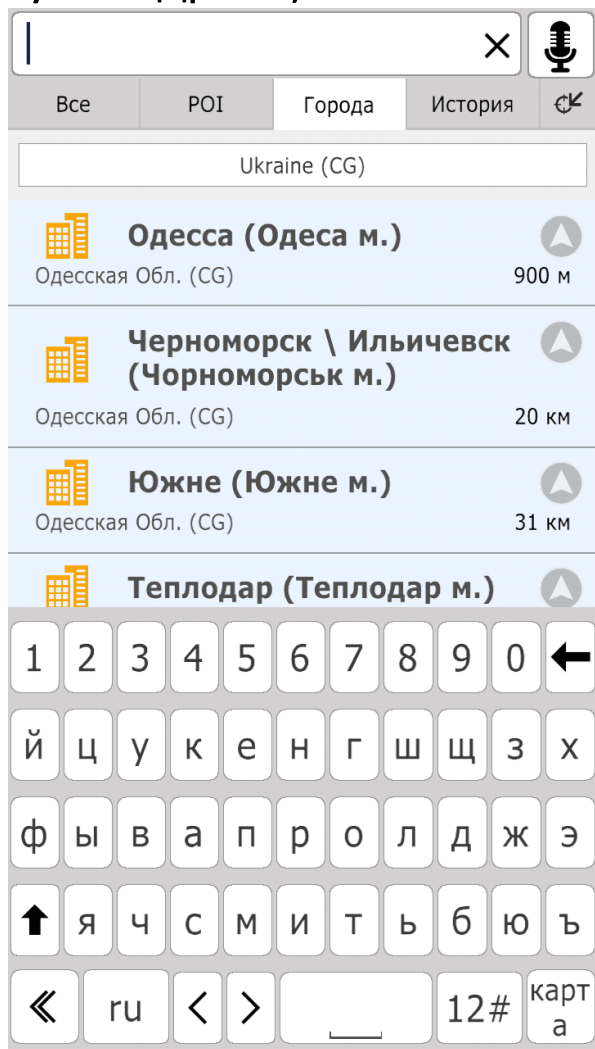 Все POI Города История
Ukraine (CG)
Одесса (Одеса м.)
Одесская Обл. (CG) 900 м
Черноморск \ Ильичевск
(Чорноморськ м.)
Одесская Обл. (CG) 20 км
Южне (Южне м.)
Одесская Обл. (CG) 31 км
Теплодар (Теплодар м.)
1 2 3 4 5 6 7 8 9 0
й ц у к е н г ш щ з х
ф ы в а п р о л д ж э
я ч с м и т ь б ю ъ
ru 12# карт
а